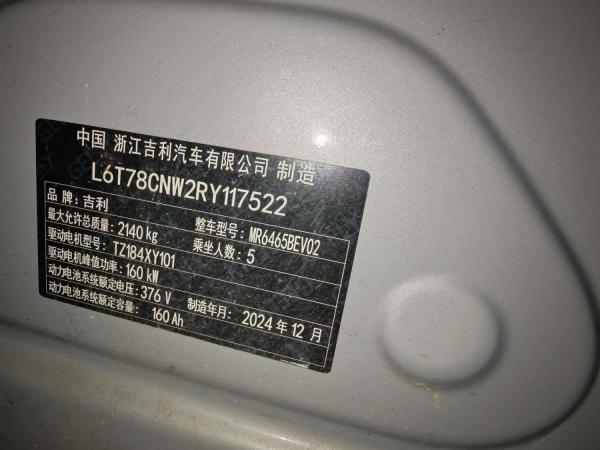 中国 浙江吉利汽车有限公司 制造
L6T78CNW2RY117522
品 牌：吉利
最大允许总质量：2140 kg 整车型号：MR6465BEV02
驱动电机型号：TZ184XY101 乘坐人数：5
驱动电机峰值功率：160 kW
动力电池系统额定电压：376 V 制造年月：2024 年 12 月
动力电池系统额定容量：160 Ah